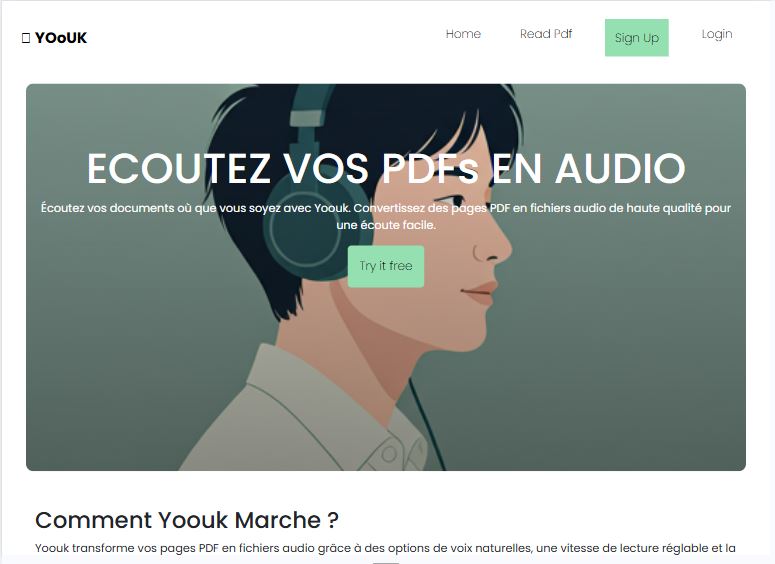 YOoUK
Home
Read Pdf
Sign Up
Login
ECOUTEZ VOS PDFs EN AUDIO
Écoutez vos documents où que vous soyez avec Yoouk. Convertissez des pages PDF en fichiers audio de haute qualité pour
une écoute facile.
Try it free
Comment Yoouk Marche ?
Yoouk transforme vos pages PDF en fichiers audio grâce à des options de voix naturelles, une vitesse de lecture réglable et la